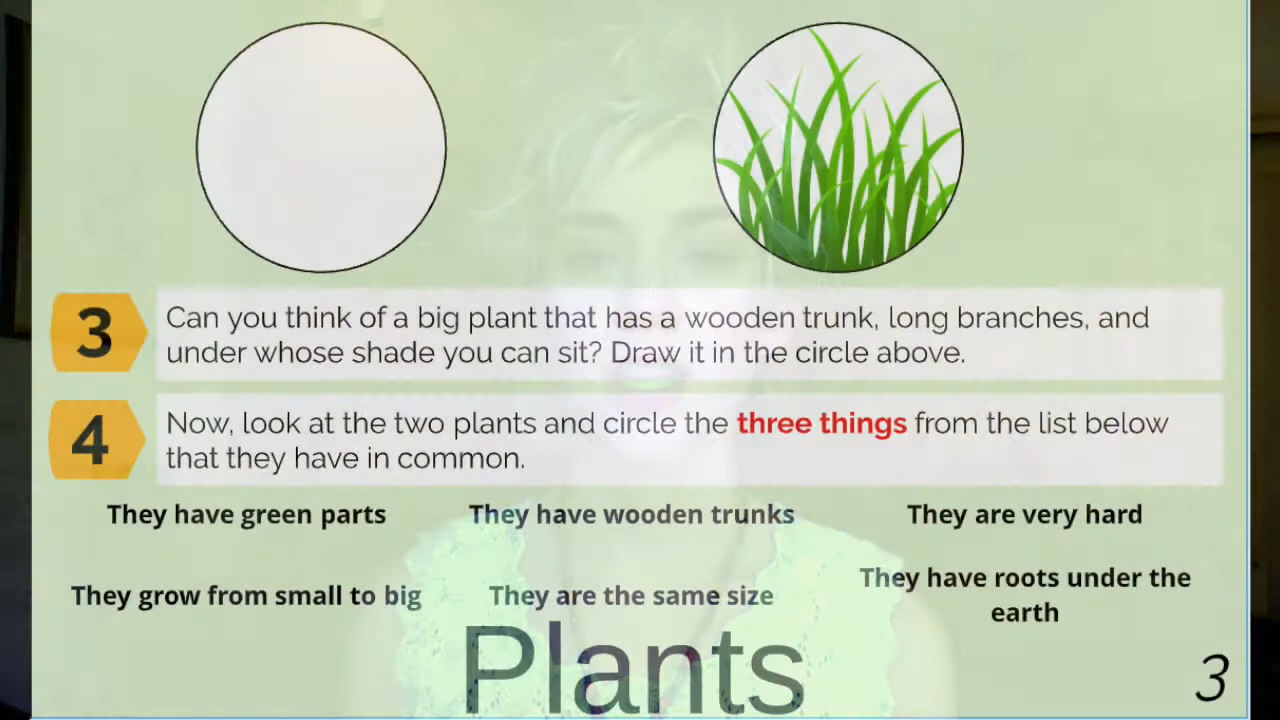 3
Can you think of a big plant that has a wooden trunk, long branches, and
under whose shade you can sit? Draw it in the circle above.
4
Now, look at the two plants and circle the three things from the list below
that they have in common.
They have green parts
They have wooden trunks
They are very hard
They grow from small to big
They are the same size
They have roots under the
earth
Plants
3